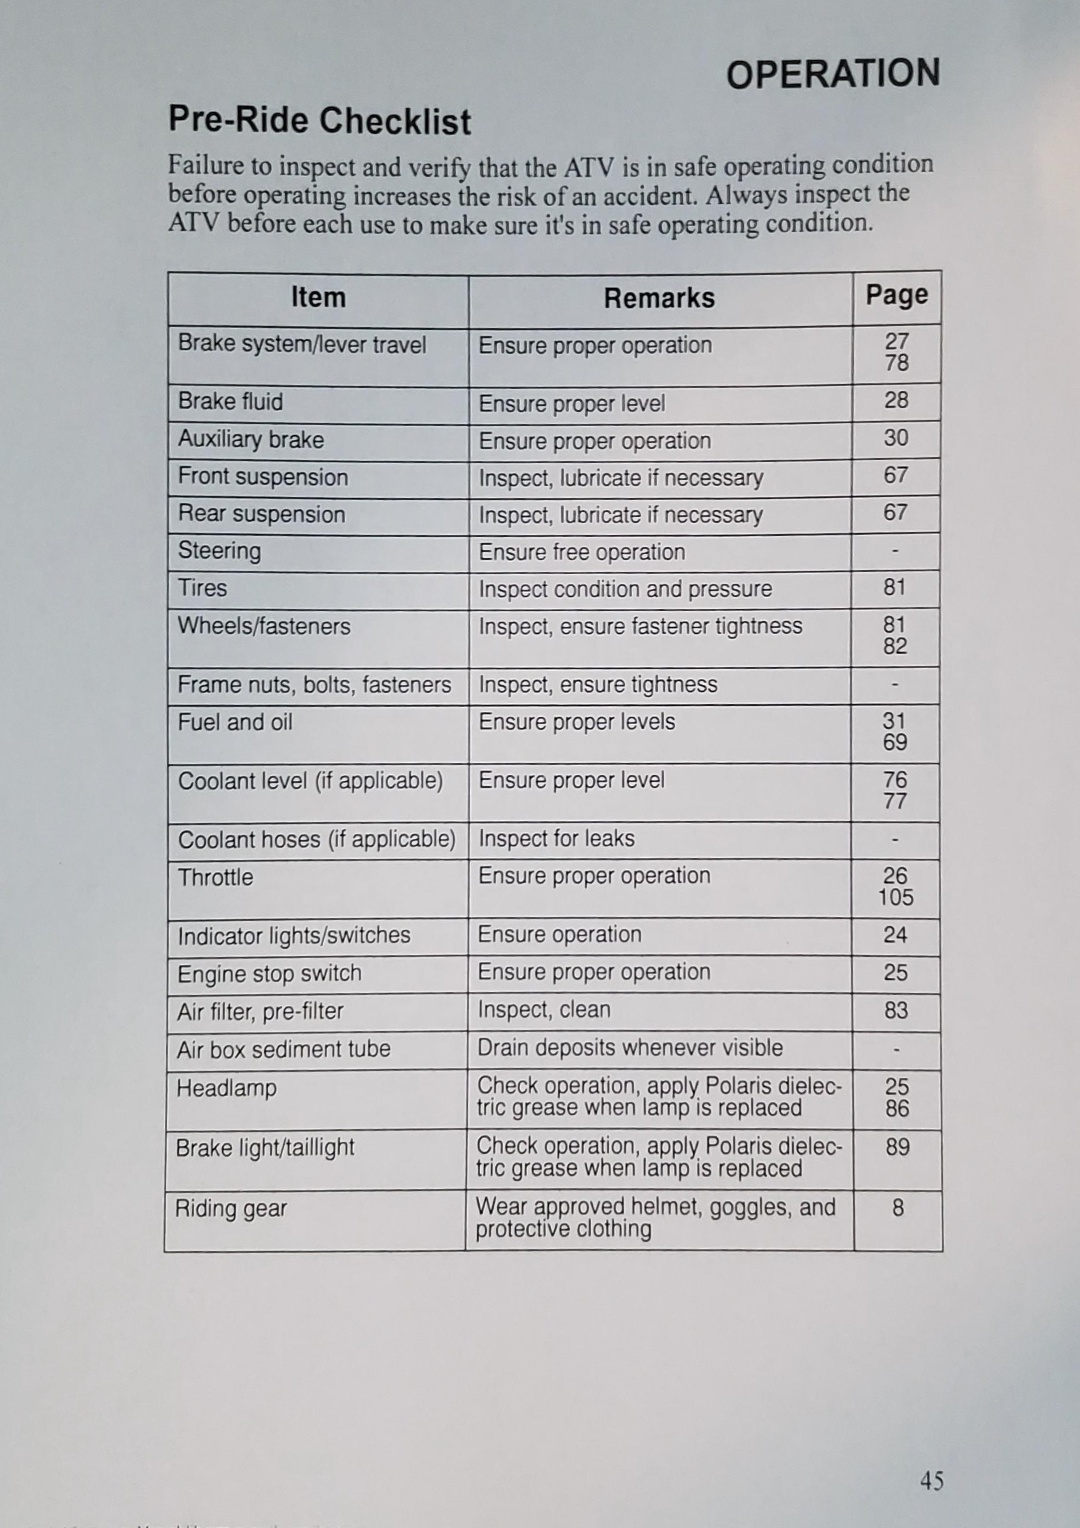 OPERATION
Pre-Ride Checklist
Failure to inspect and verify that the ATV is in safe operating condition
before operating increases the risk of an accident. Always inspect the
ATV before each use to make sure it's in safe operating condition.
Item Remarks Page
Brake system/lever travel Ensure proper operation 27
78
Brake fluid Ensure proper level 28
Auxiliary brake Ensure proper operation 30
Front suspension Inspect, lubricate if necessary 67
Rear suspension Inspect, lubricate if necessary 67
Steering Ensure free operation -
Tires Inspect condition and pressure 81
Wheels/fasteners Inspect, ensure fastener tightness 81
82
Frame nuts, bolts, fasteners Inspect, ensure tightness -
Fuel and oil Ensure proper levels 31
69
Coolant level (if applicable) Ensure proper level 76
77
Coolant hoses (if applicable) Inspect for leaks -
Throttle Ensure proper operation 26
105
Indicator lights/switches Ensure operation 24
Engine stop switch Ensure proper operation 25
Air filter, pre-filter Inspect, clean 83
Air box sediment tube Drain deposits whenever visible -
Headlamp Check operation, apply Polaris dielec- 25
tric grease when lamp is replaced 86
Brake light/taillight Check operation, apply Polaris dielec- 89
tric grease when lamp is replaced
Riding gear Wear approved helmet, goggles, and 8
protective clothing
45